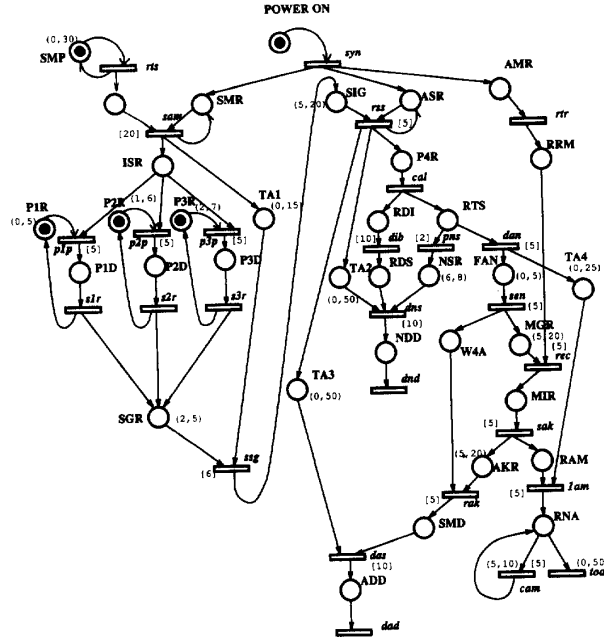 POWER ON
(0,30)
SMP
rts
syn
AMR
SMR
SIG
(5,20)
ASR
sam
[20]
rss
[5]
rtr
RRM
ISR
P4R
cal
P1R
(0,5)
P2R
(1,6)
P3R
(2,7)
TA1
(0,15)
RDI
RTS
p1p
[5]
p2p
[5]
p3p
[5]
[10]
dib
[2]
pns
dan
[5]
P1D
P2D
P3D
TA2
(0,50)
RDS
NSR
(6,8)
FAN
(0,5)
TA4
(0,25)
s1r
s2r
s3r
dns
[10]
sen
[5]
NDD
W4A
MGR
(5,20)
[5]
rec
TA3
(0,50)
dnd
MIR
SGR
(2,5)
[5]
sak
ssg
[6]
(5,20)
AKR
RAM
[5]
rak
[5]
lam
SMD
RNA
das
[10]
(5,10)
[5]
cam
(0,50)
ADD
dad